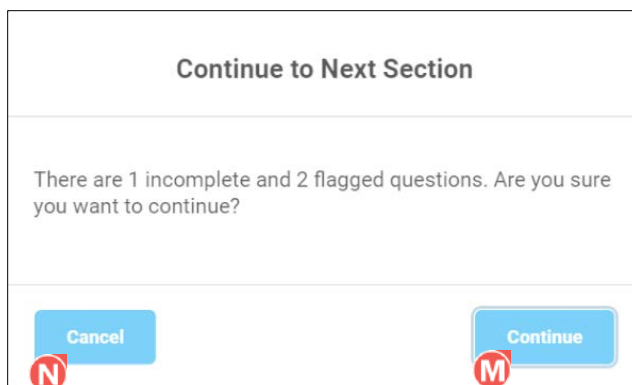 Continue to Next Section
There are 1 incomplete and 2 flagged questions. Are you sure
you want to continue?
Cancel
Continue
N
M